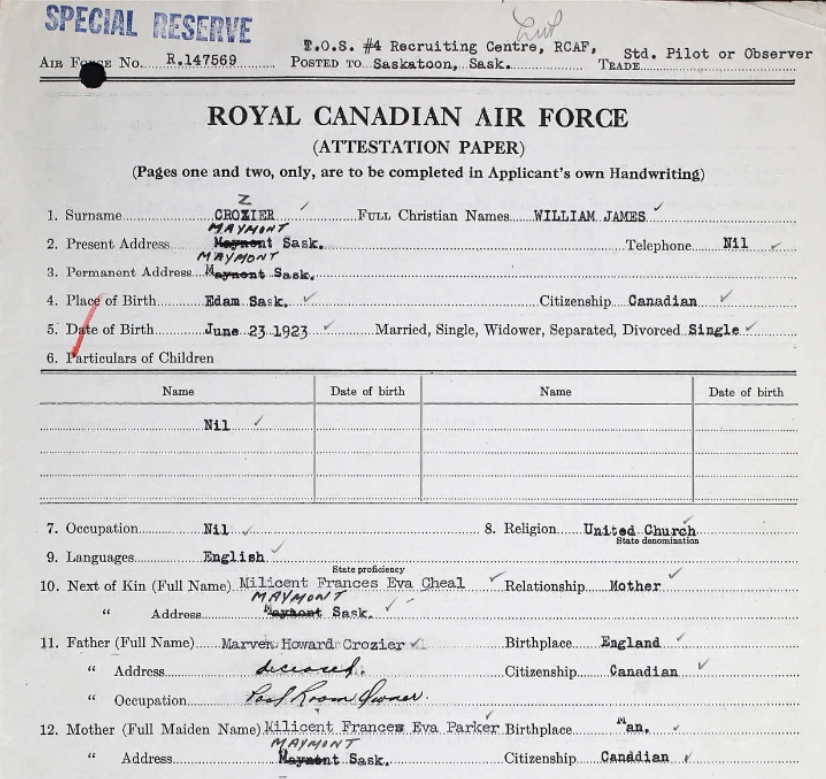 SPECIAL RESERVE
AIR FORCE No. R.147569 T.O.S. #4 Recruiting Centre, RCAF,
POSTED TO Saskatoon, Sask. Std. Pilot or Observer
TRADE
ROYAL CANADIAN AIR FORCE
(ATTESTATION PAPER)
(Pages one and two, only, are to be completed in Applicant's own Handwriting)
Z
1. Surname CROZIER FULL Christian Names WILLIAM JAMES
MAYMONT
2. Present Address Maymont Sask. Telephone Nil
MAYMONT
3. Permanent Address Maymont Sask.
4. Place of Birth Edam Sask. Citizenship Canadian
5. Date of Birth June 23 1923 Married, Single, Widower, Separated, Divorced Single
6. Particulars of Children
Name Date of birth Name Date of birth
Nil
7. Occupation Nil 8. Religion United Church
State denomination
9. Languages English
State proficiency
10. Next of Kin (Full Name) Milicent Frances Eva Cheal Relationship Mother
MAYMONT
" Address Sask.
11. Father (Full Name) Marven Howard Crozier Birthplace England
" Address deceased. Citizenship Canadian
" Occupation Pool Room Owner.
12. Mother (Full Maiden Name) Milicent Frances Eva Parker Birthplace Man.
MAYMONT
" Address Maymont Sask. Citizenship Canadian